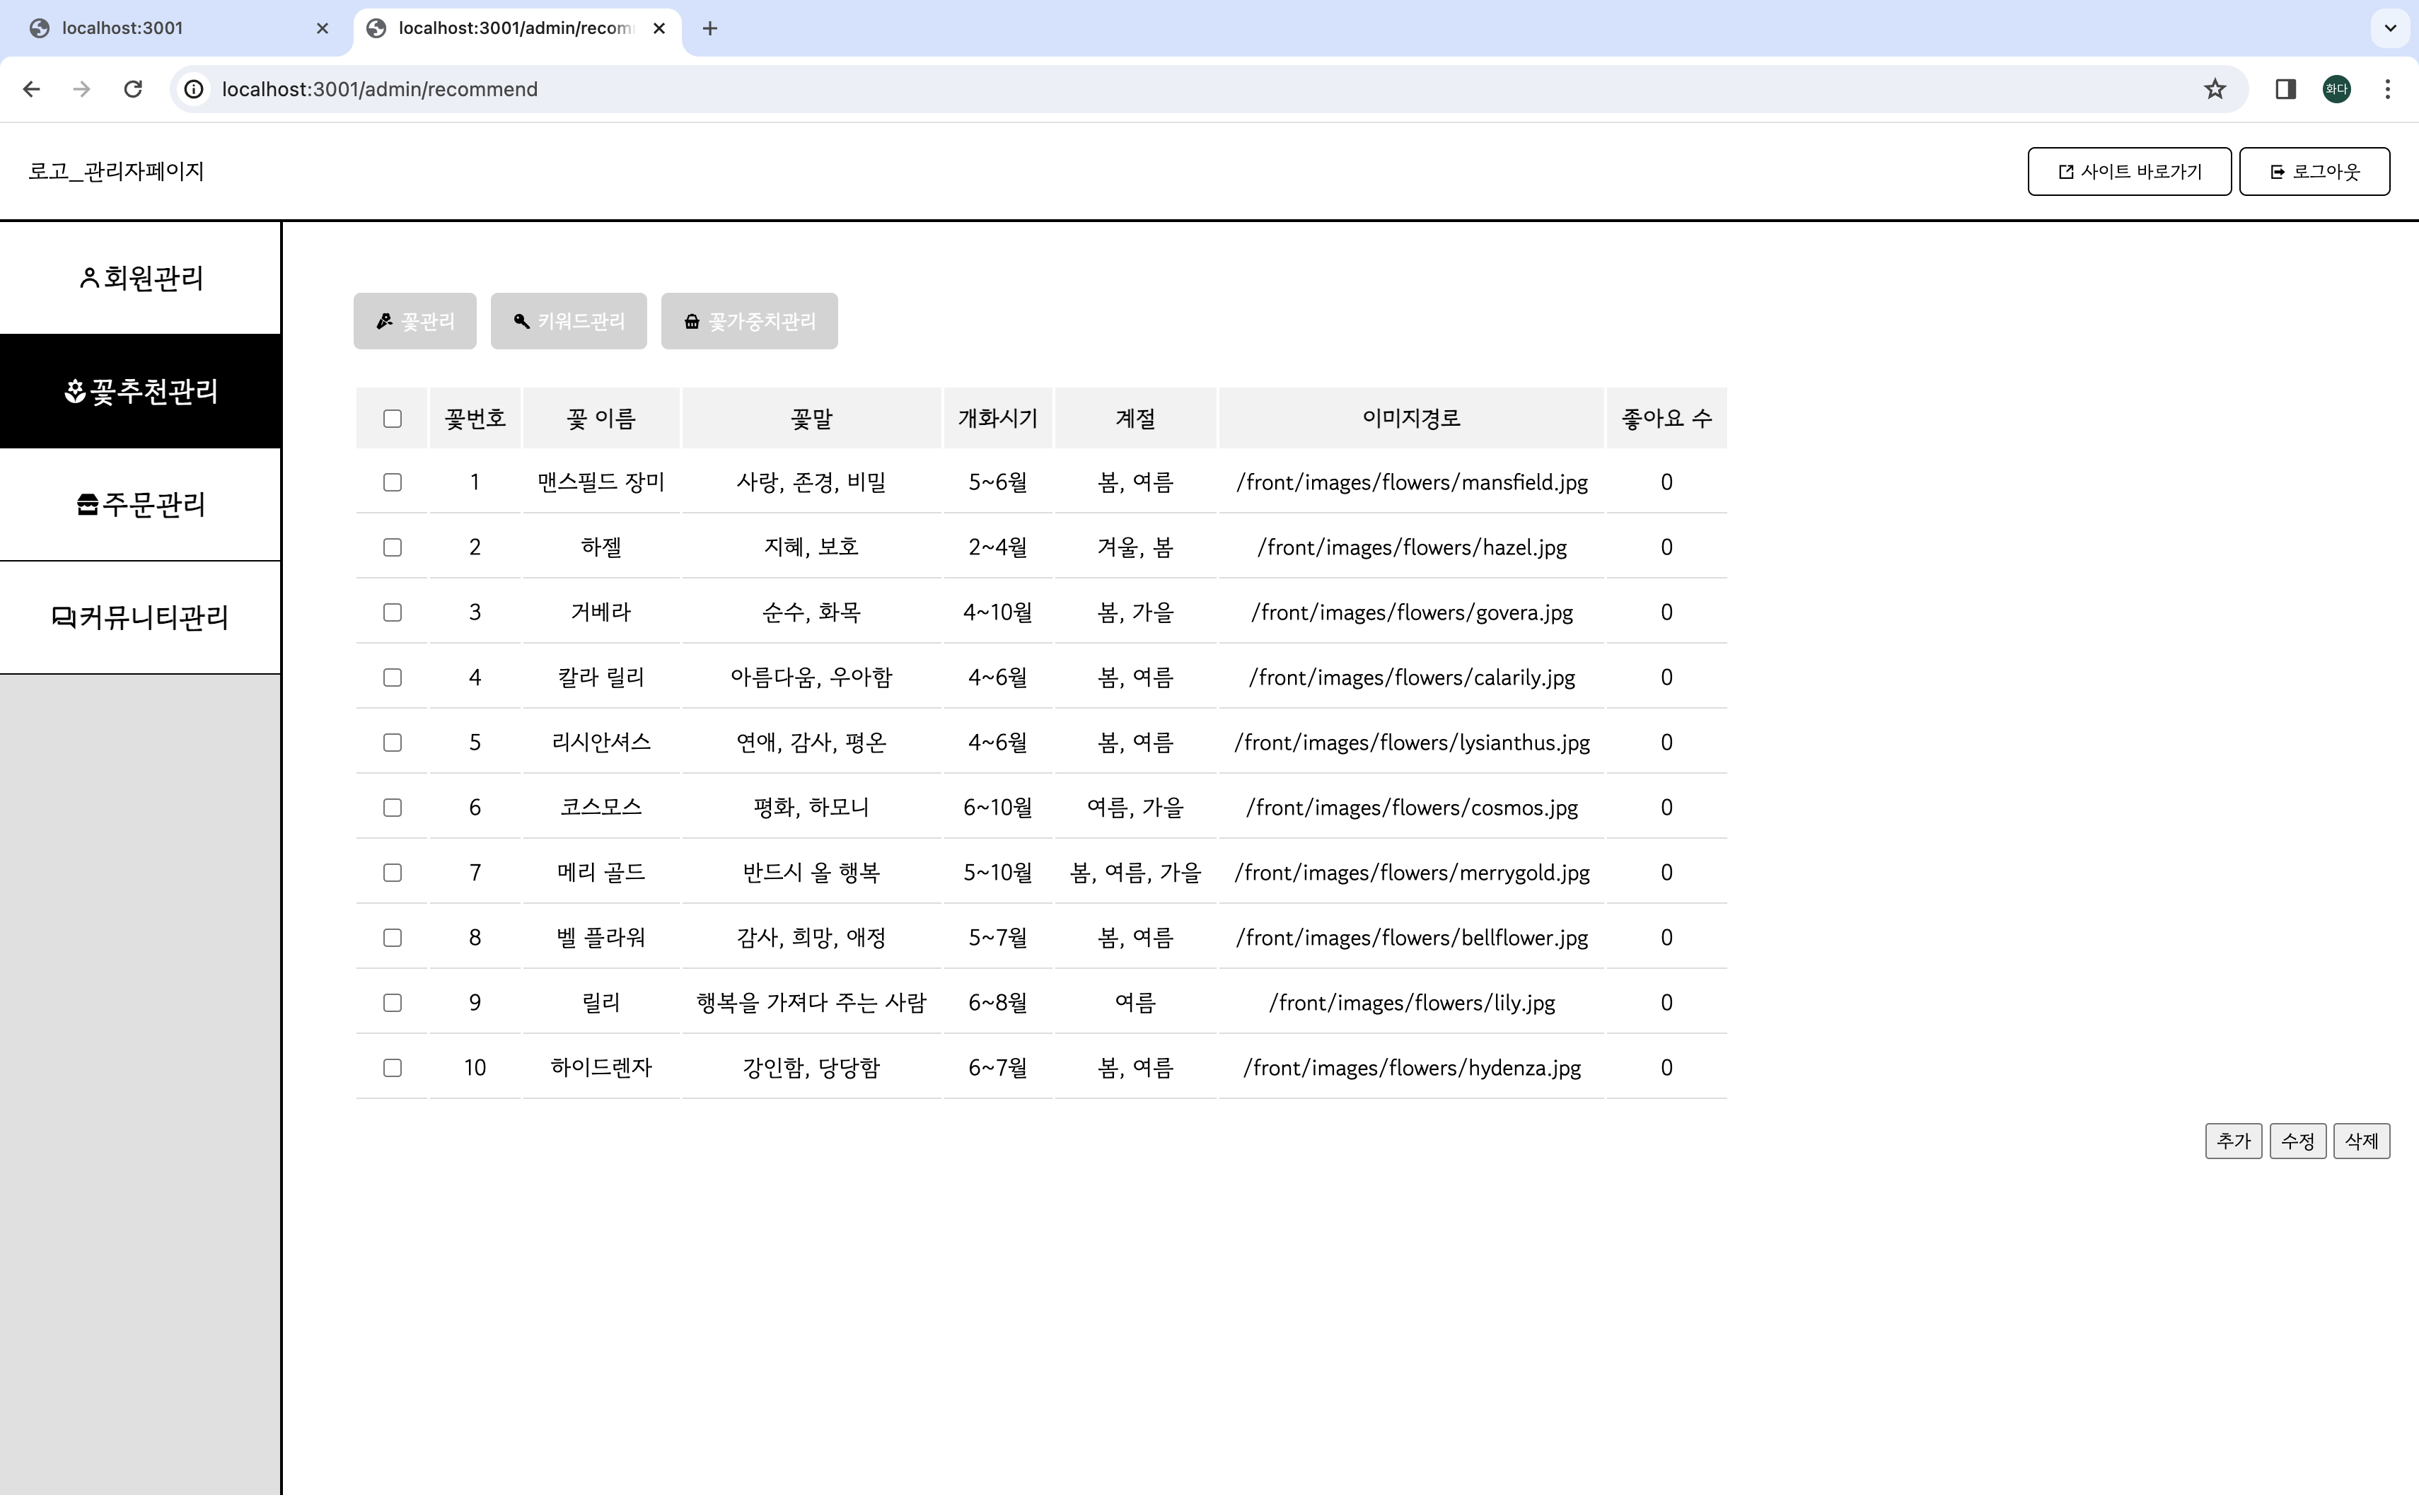 localhost:3001
localhost:3001/admin/recom
localhost:3001/admin/recommend
화다
로고_관리자페이지
사이트 바로가기
로그아웃
회원관리
꽃추천관리
주문관리
커뮤니티관리
꽃관리 키워드관리 꽃가중치관리
꽃번호 꽃 이름 꽃말 개화시기 계절 이미지경로 좋아요 수
1 맨스필드 장미 사랑, 존경, 비밀 5~6월 봄, 여름 /front/images/flowers/mansfield.jpg 0
2 하젤 지혜, 보호 2~4월 겨울, 봄 /front/images/flowers/hazel.jpg 0
3 거베라 순수, 화목 4~10월 봄, 가을 /front/images/flowers/govera.jpg 0
4 칼라 릴리 아름다움, 우아함 4~6월 봄, 여름 /front/images/flowers/calarily.jpg 0
5 리시안셔스 연애, 감사, 평온 4~6월 봄, 여름 /front/images/flowers/lysianthus.jpg 0
6 코스모스 평화, 하모니 6~10월 여름, 가을 /front/images/flowers/cosmos.jpg 0
7 메리 골드 반드시 올 행복 5~10월 봄, 여름, 가을 /front/images/flowers/merrygold.jpg 0
8 벨 플라워 감사, 희망, 애정 5~7월 봄, 여름 /front/images/flowers/bellflower.jpg 0
9 릴리 행복을 가져다 주는 사람 6~8월 여름 /front/images/flowers/lily.jpg 0
10 하이드렌자 강인함, 당당함 6~7월 봄, 여름 /front/images/flowers/hydenza.jpg 0
추가 수정 삭제